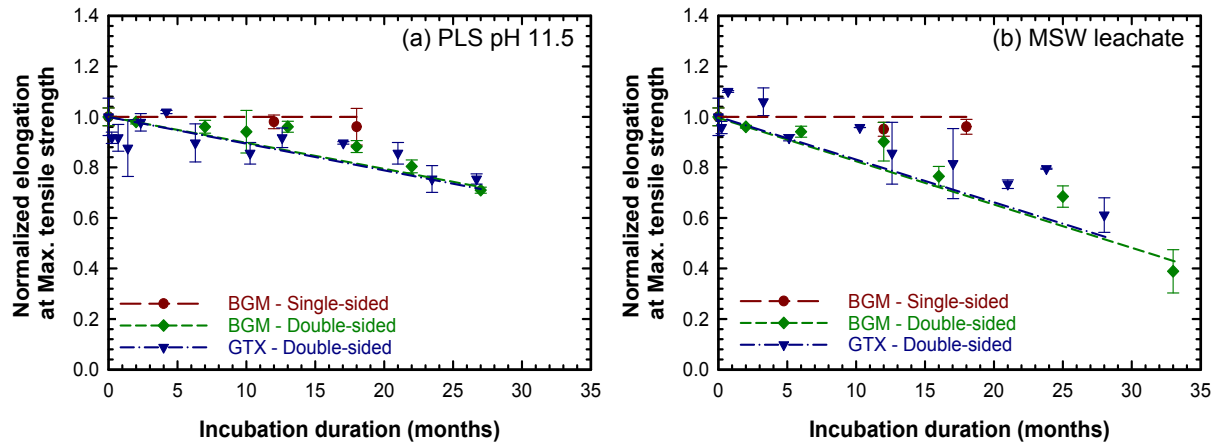 (a) PLS pH 11.5
Normalized elongation
at Max. tensile strength
1.4
1.2
1.0
0.8
0.6
0.4
0.2
0.0
BGM - Single-sided
BGM - Double-sided
GTX - Double-sided
0 5 10 15 20 25 30 35
Incubation duration (months)
(b) MSW leachate
Normalized elongation
at Max. tensile strength
1.4
1.2
1.0
0.8
0.6
0.4
0.2
0.0
BGM - Single-sided
BGM - Double-sided
GTX - Double-sided
0 5 10 15 20 25 30 35
Incubation duration (months)